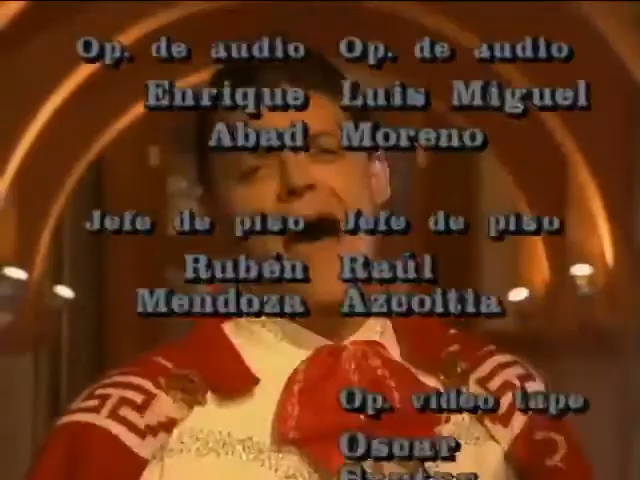 Op. de audio Op. de audio
Enrique Luis Miguel
Abad Moreno
Jefe de piso Jefe de piso
Rubén Raúl
Mendoza Azcoitia
Op. video tape
Oscar